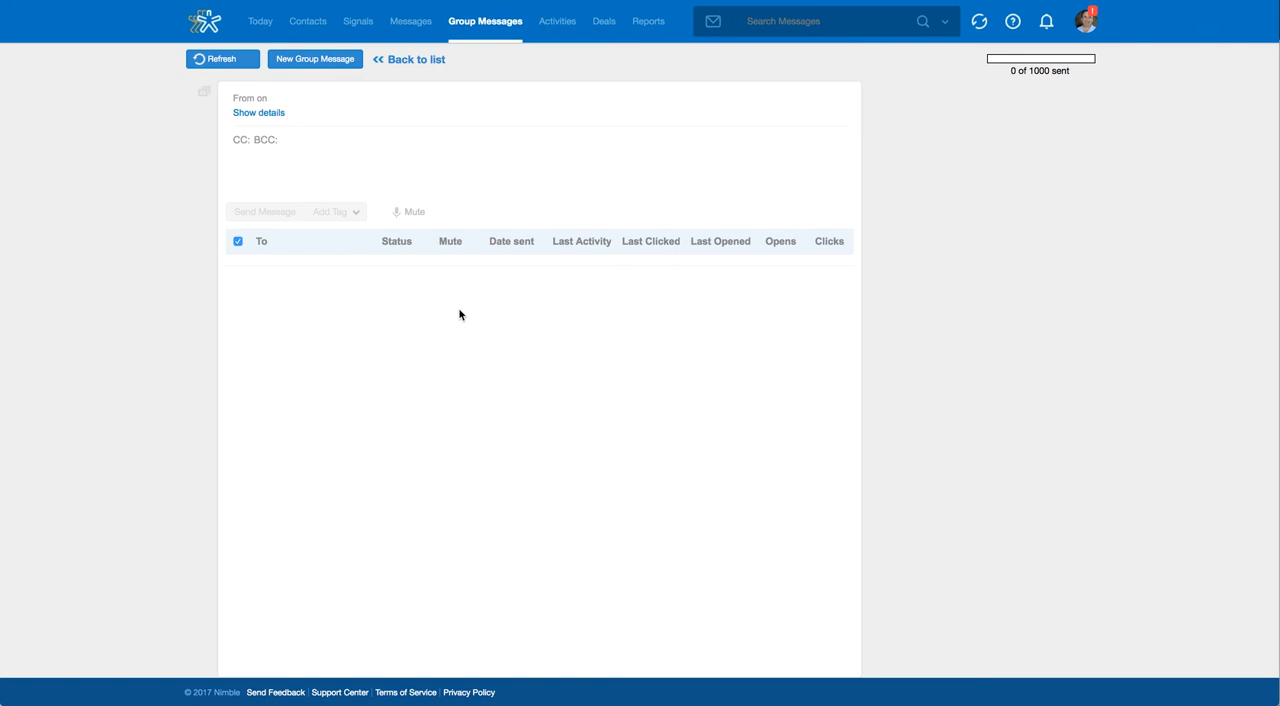 Today Contacts Signals Messages Group Messages Activities Deals Reports Search Messages !
Refresh New Group Message << Back to list
0 of 1000 sent
From on
Show details
CC: BCC:
Send Message Add Tag Mute
To Status Mute Date sent Last Activity Last Clicked Last Opened Opens Clicks
© 2017 Nimble Send Feedback | Support Center | Terms of Service | Privacy Policy